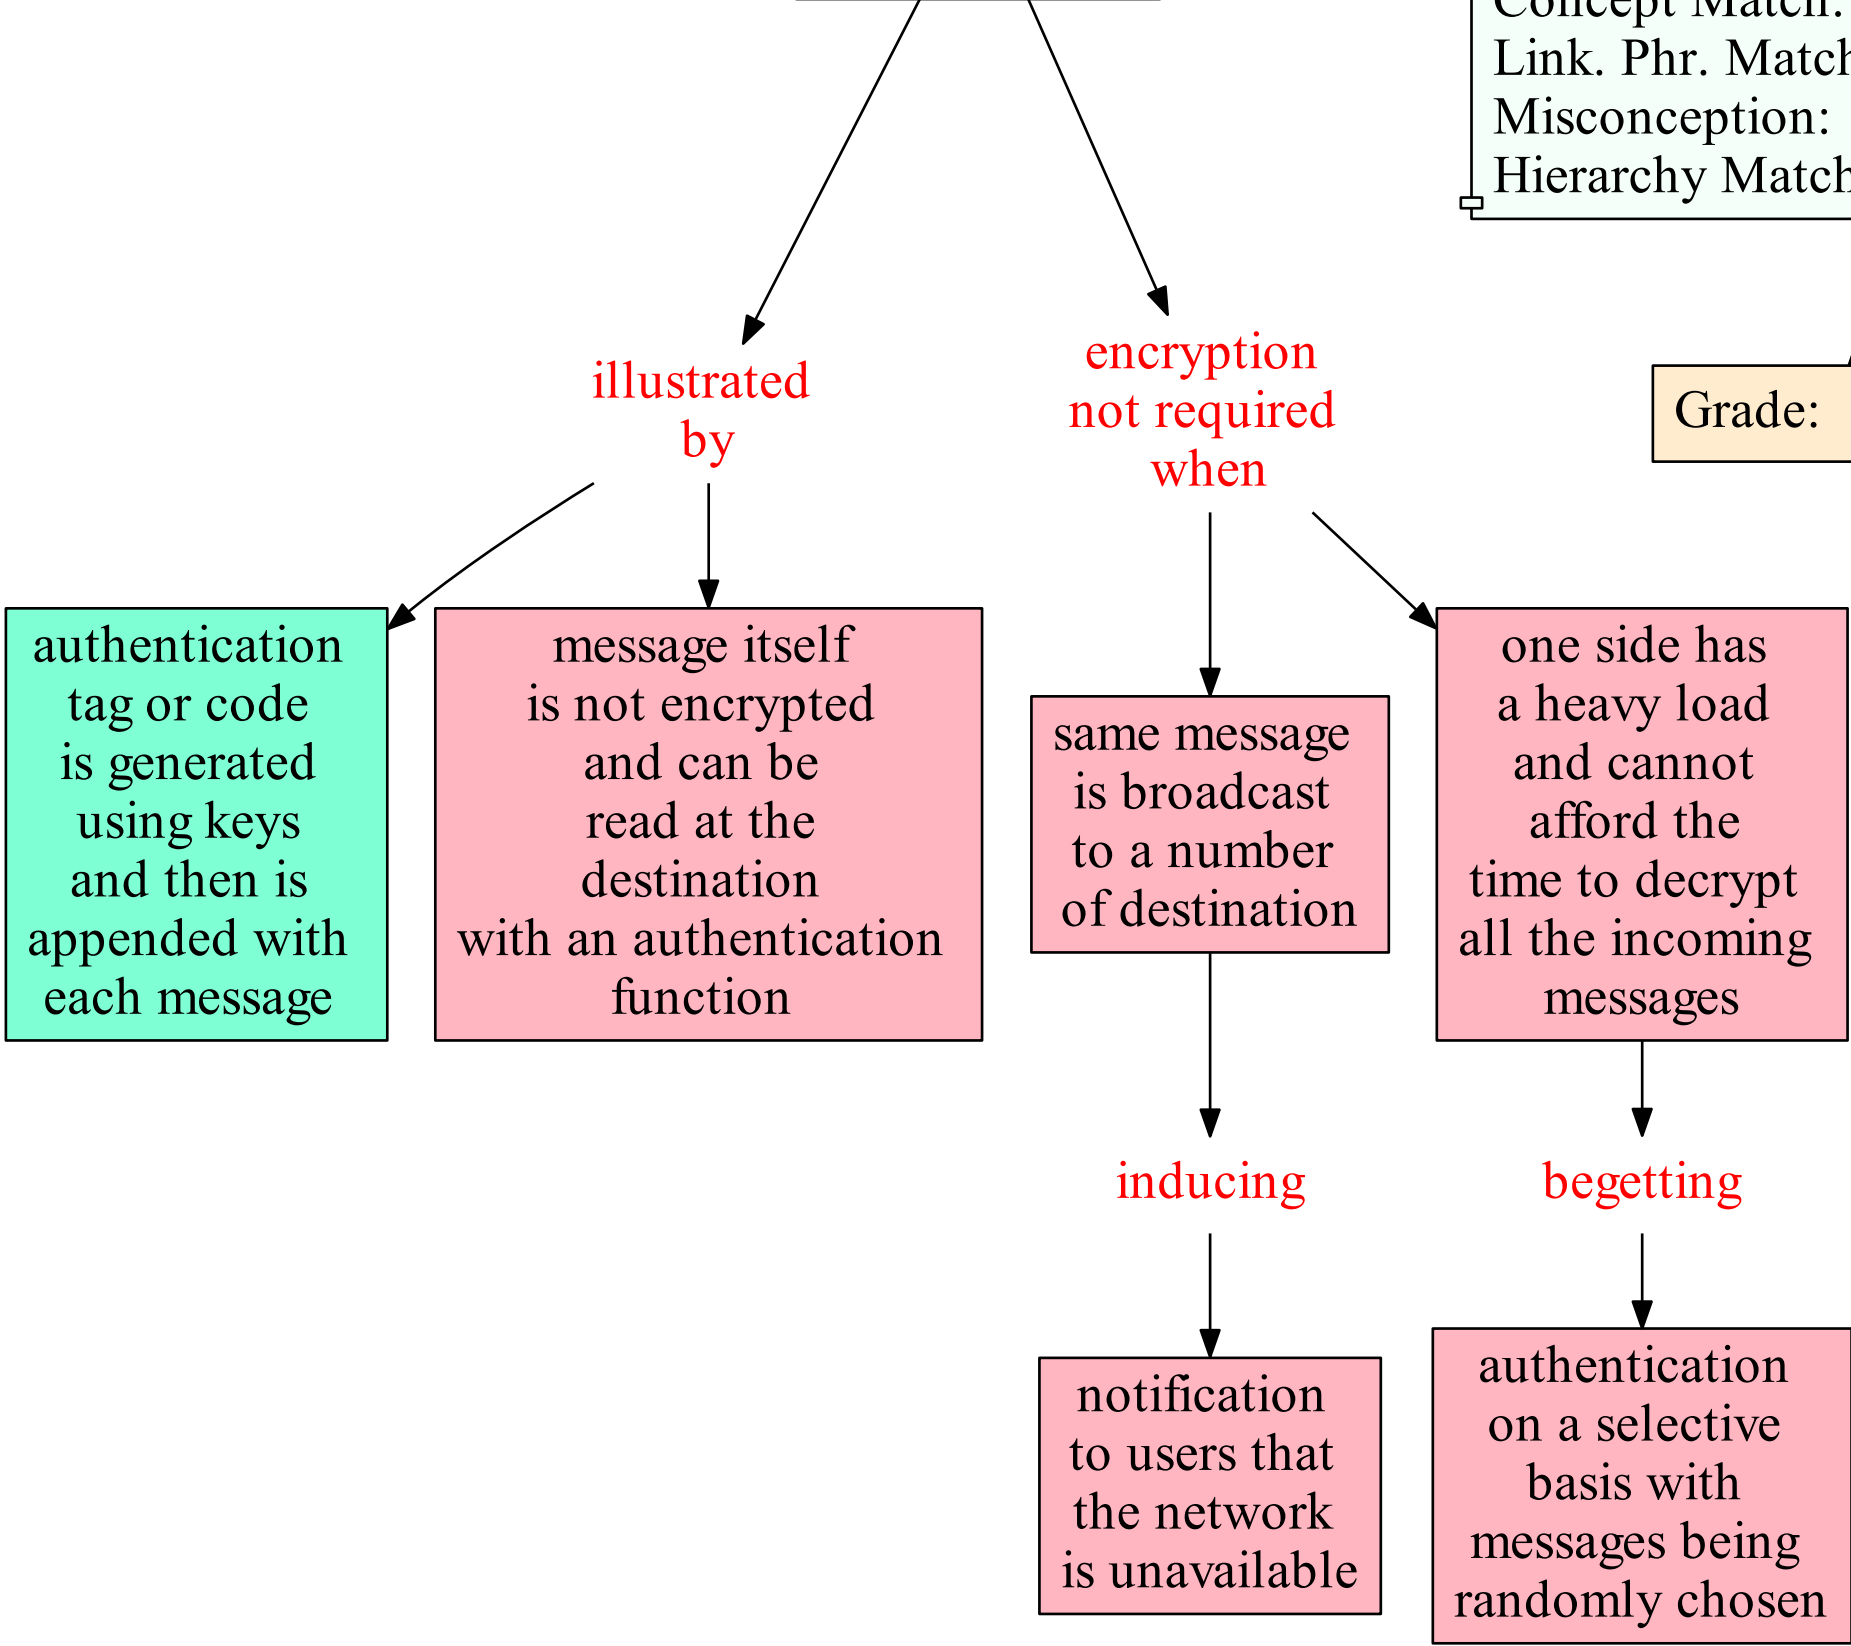 Concept Match:
Link. Phr. Match
Misconception:
Hierarchy Match
Grade:
illustrated
by
encryption
not required
when
authentication
tag or code
is generated
using keys
and then is
appended with
each message
message itself
is not encrypted
and can be
read at the
destination
with an authentication
function
same message
is broadcast
to a number
of destination
one side has
a heavy load
and cannot
afford the
time to decrypt
all the incoming
messages
inducing
begetting
notification
to users that
the network
is unavailable
authentication
on a selective
basis with
messages being
randomly chosen